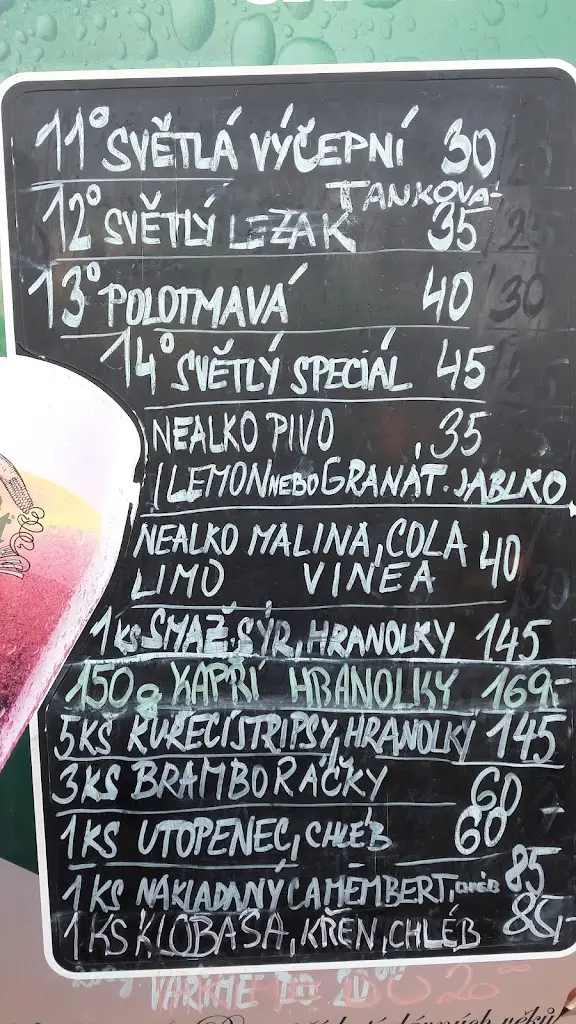 11° SVĚTLÁ VÝČEPNÍ 30
TANKOVÁ
12° SVĚTLÝ LEŽÁK 35
13° POLOTMAVÁ 40
14° SVĚTLÝ SPECIÁL 45
NEALKO PIVO 35
(LEMON NEBO GRANÁT. JABLKO
NEALKO MALINA, COLA 40
LIMO VINEA
1KS SMAŽ. SÝR, HRANOLKY 145
150g KAPŘÍ HRANOLKY 169,-
5KS KUŘECÍ STRIPSY, HRANOLKY 145
3KS BRAMBORÁČKY 60
1KS UTOPENEC, CHLÉB 60
1KS NAKLÁDANÝ CAMEMBERT, CHLÉB 85
1KS KLOBÁSA, KŘEN, CHLÉB 85,-
VAŘÍME DO 20